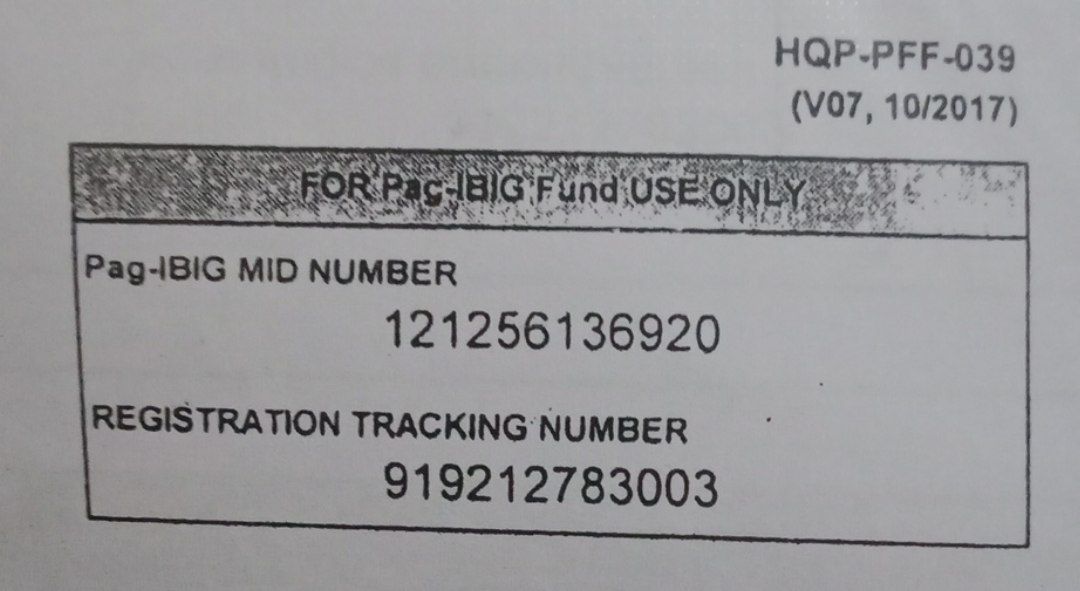 HQP-PFF-039
(V07, 10/2017)
FOR Pag-IBIG Fund USE ONLY
Pag-IBIG MID NUMBER
121256136920
REGISTRATION TRACKING NUMBER
919212783003